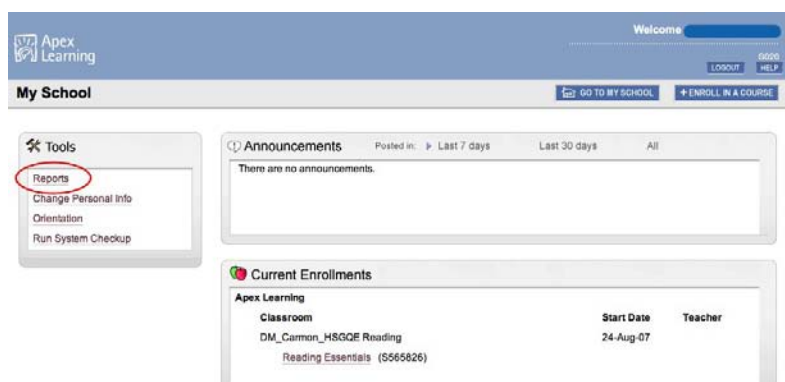 Apex
Learning
Welcome
LOGOUT HELP
My School
GO TO MY SCHOOL + ENROLL IN A COURSE
Tools
Reports
Change Personal Info
Orientation
Run System Checkup
Announcements Posted in: Last 7 days Last 30 days All
There are no announcements.
Current Enrollments
Apex Learning
Classroom Start Date Teacher
DM_Carmon_HSGQE Reading 24-Aug-07
Reading Essentials (S565826)